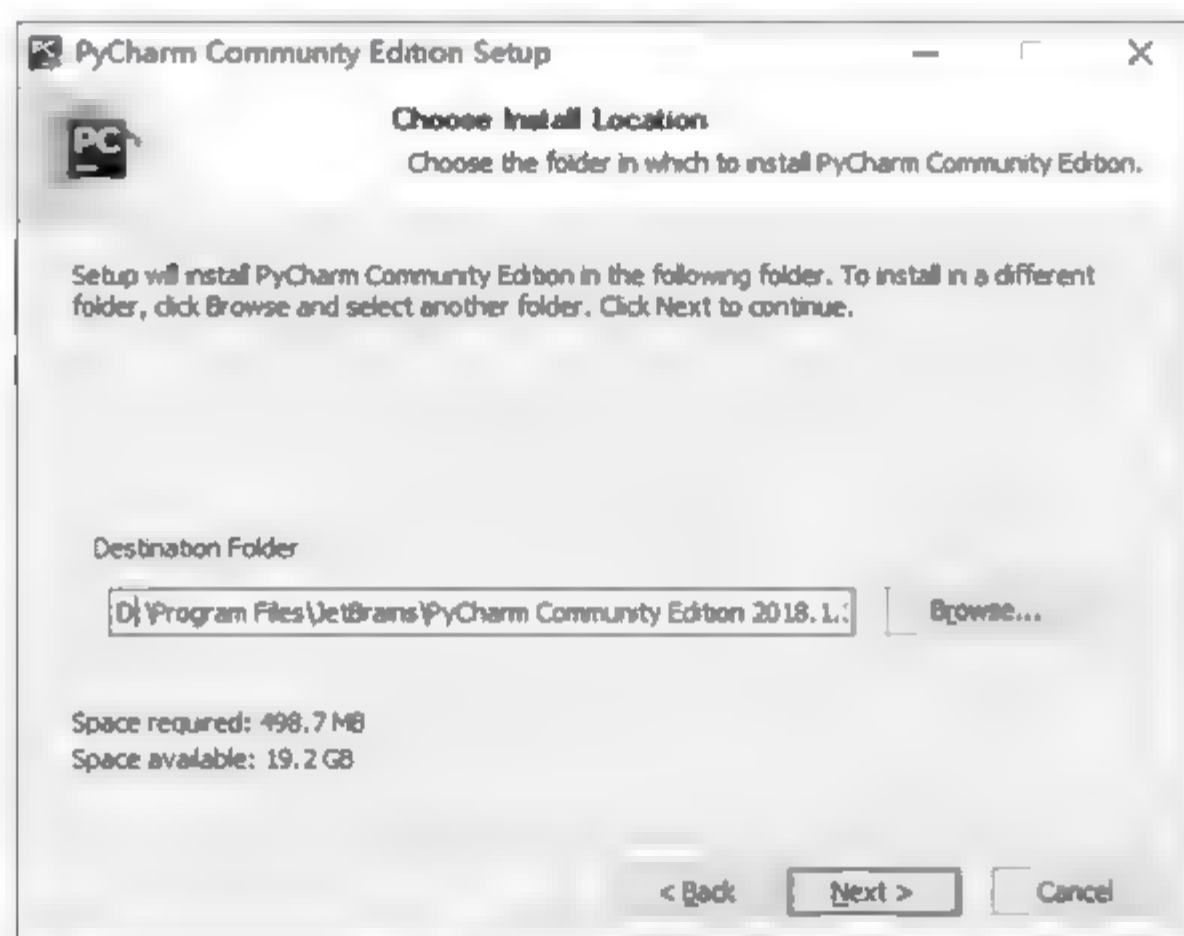 PyCharm Community Edition Setup
PC
Choose Install Location
Choose the folder in which to install PyCharm Community Edition.
Setup will install PyCharm Community Edition in the following folder. To install in a different
folder, click Browse and select another folder. Click Next to continue.
Destination Folder
D:\Program Files\JetBrains\PyCharm Community Edition 2018.1.
Browse...
Space required: 498.7 MB
Space available: 19.2 GB
< Back
Next >
Cancel